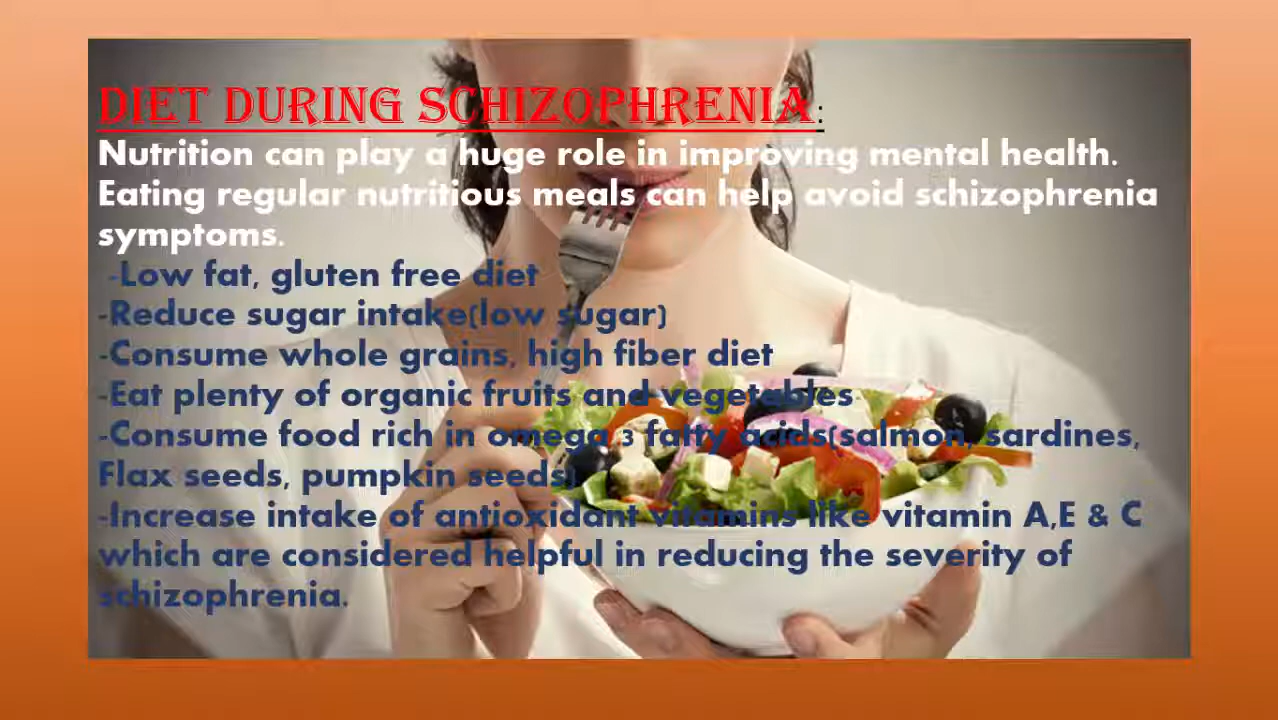 DIET DURING SCHIZOPHRENIA:
Nutrition can play a huge role in improving mental health.
Eating regular nutritious meals can help avoid schizophrenia
symptoms.
-Low fat, gluten free diet
-Reduce sugar intake(low sugar)
-Consume whole grains, high fiber diet
-Eat plenty of organic fruits and vegetables
-Consume food rich in omega 3 fatty acids(salmon, sardines,
Flax seeds, pumpkin seeds)
-Increase intake of antioxidant vitamins like vitamin A,E & C
which are considered helpful in reducing the severity of
schizophrenia.